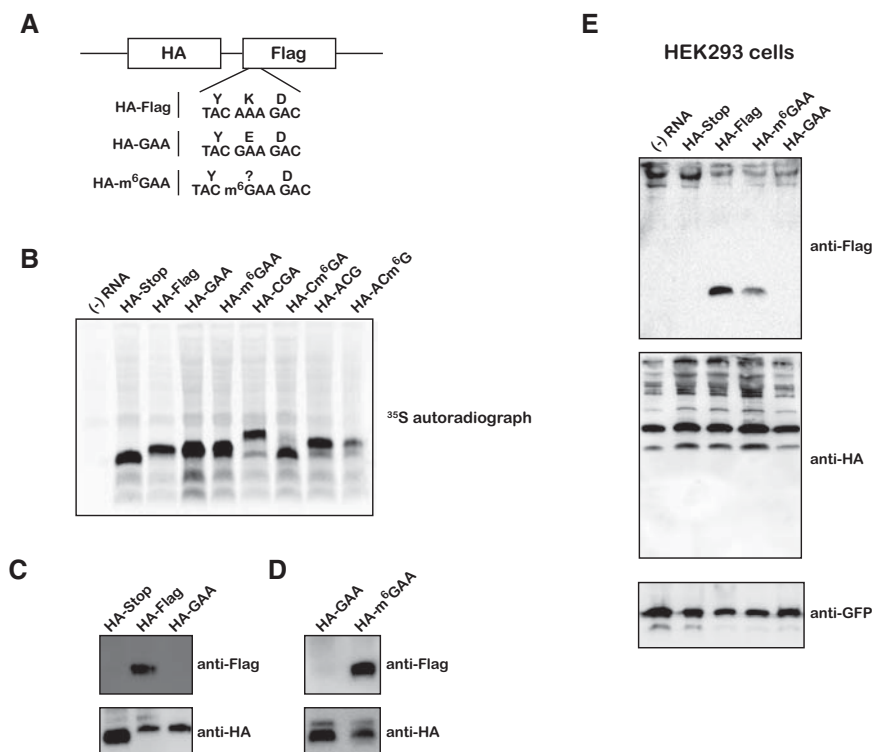 A
HA Flag
Y K D
HA-Flag TAC AAA GAC
Y E D
HA-GAA TAC GAA GAC
Y ? D
HA-m⁶GAA TAC m⁶GAA GAC
B
(-) RNA HA-Stop HA-Flag HA-GAA HA-m⁶GAA HA-CGA HA-Cm⁶GA HA-ACG HA-ACm⁶G
³⁵S autoradiograph
C
HA-Stop HA-Flag HA-GAA
anti-Flag
anti-HA
D
HA-GAA HA-m⁶GAA
anti-Flag
anti-HA
E
HEK293 cells
(-) RNA HA-Stop HA-Flag HA-m⁶GAA HA-GAA
anti-Flag
anti-HA
anti-GFP